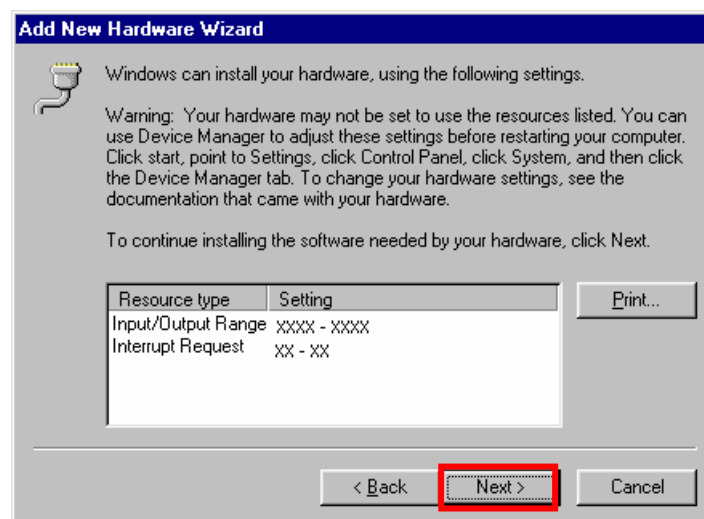 Add New Hardware Wizard
Windows can install your hardware, using the following settings.
Warning: Your hardware may not be set to use the resources listed. You can
use Device Manager to adjust these settings before restarting your computer.
Click start, point to Settings, click Control Panel, click System, and then click
the Device Manager tab. To change your hardware settings, see the
documentation that came with your hardware.
To continue installing the software needed by your hardware, click Next.
Resource type Setting
Input/Output Range xxxx - xxxx
Interrupt Request xx - xx
Print...
< Back Next > Cancel